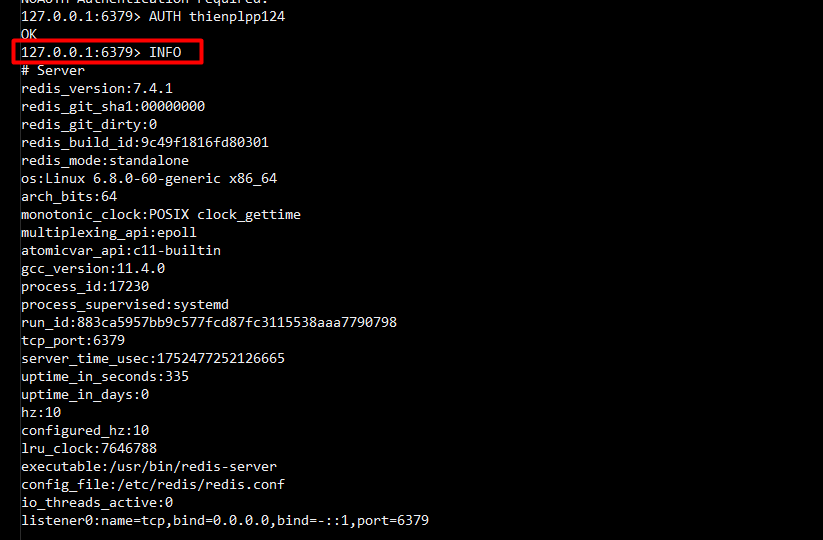 NOAUTH Authentication required.
127.0.0.1:6379> AUTH thienplpp124
OK
127.0.0.1:6379> INFO
# Server
redis_version:7.4.1
redis_git_sha1:00000000
redis_git_dirty:0
redis_build_id:9c49f1816fd80301
redis_mode:standalone
os:Linux 6.8.0-60-generic x86_64
arch_bits:64
monotonic_clock:POSIX clock_gettime
multiplexing_api:epoll
atomicvar_api:c11-builtin
gcc_version:11.4.0
process_id:17230
process_supervised:systemd
run_id:883ca5957bb9c577fcd87fc3115538aaa7790798
tcp_port:6379
server_time_usec:1752477252126665
uptime_in_seconds:335
uptime_in_days:0
hz:10
configured_hz:10
lru_clock:7646788
executable:/usr/bin/redis-server
config_file:/etc/redis/redis.conf
io_threads_active:0
listener0:name=tcp,bind=0.0.0.0,bind=-::1,port=6379